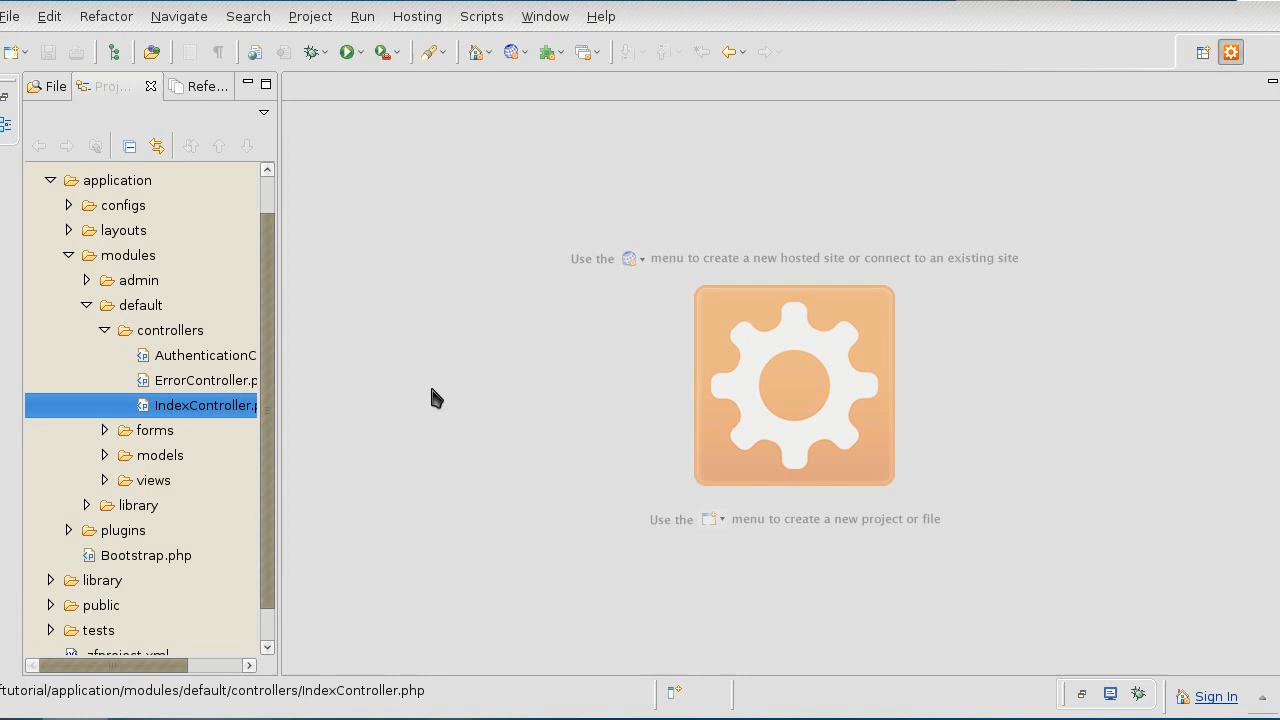 File Edit Refactor Navigate Search Project Run Hosting Scripts Window Help
File Proj... Refe...
application
configs
layouts
modules
admin
default
controllers
AuthenticationC
ErrorController.p
IndexController.p
forms
models
views
library
plugins
Bootstrap.php
library
public
tests
.zfproject.xml
Use the menu to create a new hosted site or connect to an existing site
Use the menu to create a new project or file
ftutorial/application/modules/default/controllers/IndexController.php
Sign In